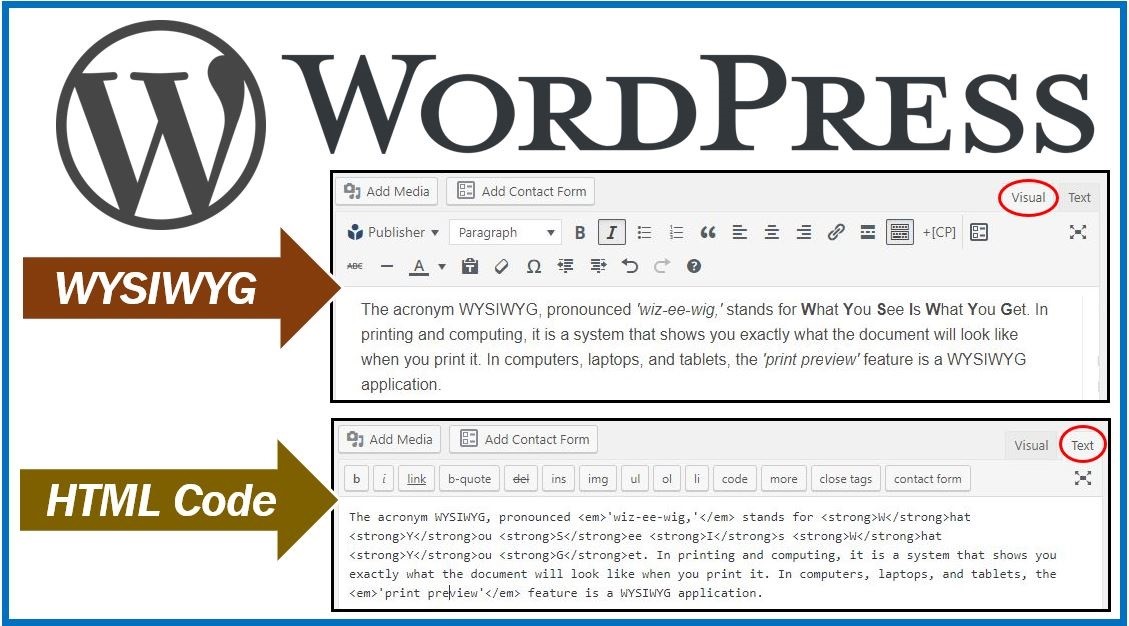 WORDPRESS
Add Media Add Contact Form Visual Text
Publisher Paragraph B I +[CP]
ABC A Ω
WYSIWYG
The acronym WYSIWYG, pronounced 'wiz-ee-wig,' stands for What You See Is What You Get. In
printing and computing, it is a system that shows you exactly what the document will look like
when you print it. In computers, laptops, and tablets, the 'print preview' feature is a WYSIWYG
application.
Add Media Add Contact Form Visual Text
b i link b-quote del ins img ul ol li code more close tags contact form
HTML Code
The acronym WYSIWYG, pronounced <em>'wiz-ee-wig,'</em> stands for <strong>W</strong>hat
<strong>Y</strong>ou <strong>S</strong>ee <strong>I</strong>s <strong>W</strong>hat
<strong>Y</strong>ou <strong>G</strong>et. In printing and computing, it is a system that shows you
exactly what the document will look like when you print it. In computers, laptops, and tablets, the
<em>'print preview'</em> feature is a WYSIWYG application.